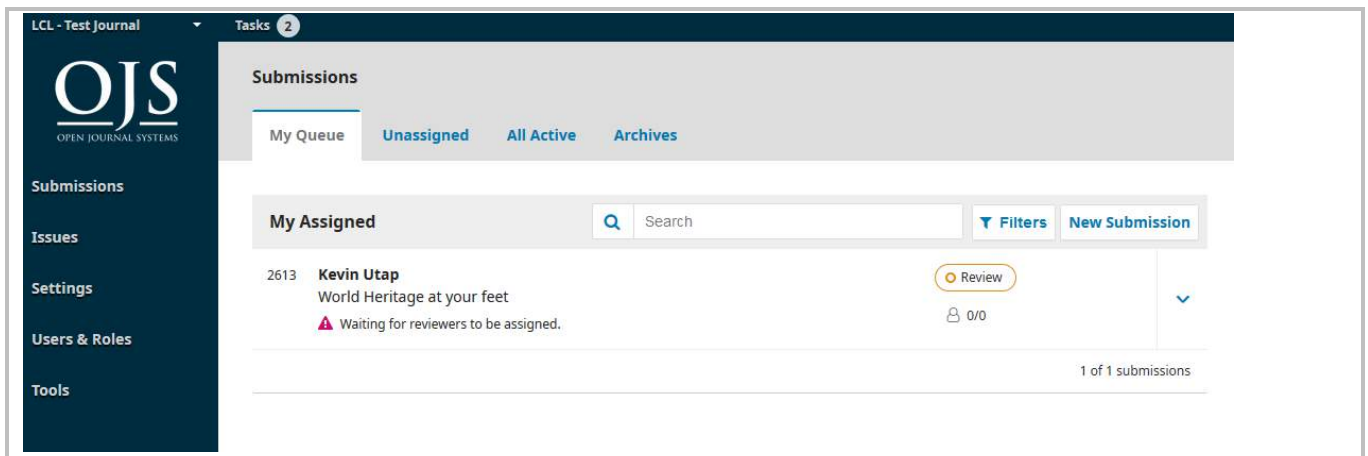 LCL - Test Journal
Tasks 2
OJS
OPEN JOURNAL SYSTEMS
Submissions
Issues
Settings
Users & Roles
Tools
Submissions
My Queue Unassigned All Active Archives
My Assigned Search Filters New Submission
2613 Kevin Utap Review
World Heritage at your feet
Waiting for reviewers to be assigned. 0/0
1 of 1 submissions